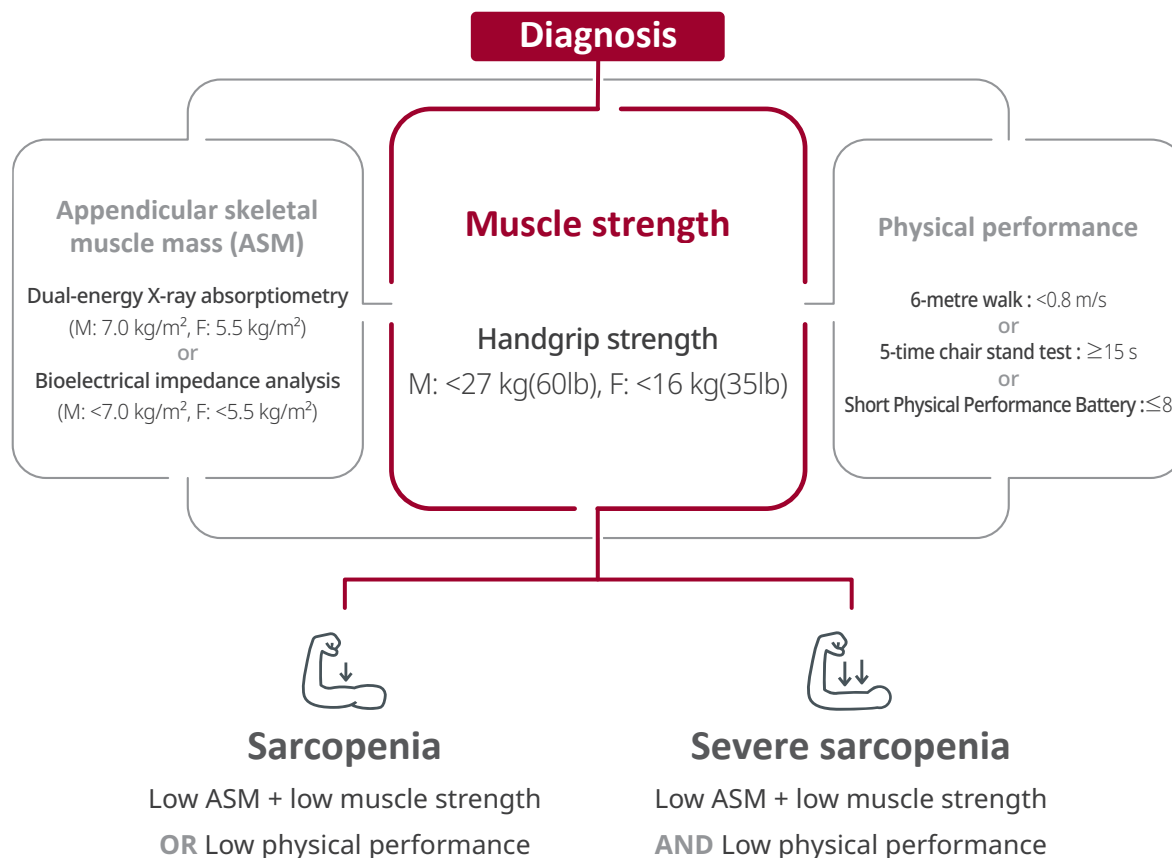 Diagnosis
Appendicular skeletal
muscle mass (ASM)
Dual-energy X-ray absorptiometry
(M: 7.0 kg/m², F: 5.5 kg/m²)
or
Bioelectrical impedance analysis
(M: <7.0 kg/m², F: <5.5 kg/m²)
Muscle strength
Handgrip strength
M: <27 kg(60lb), F: <16 kg(35lb)
Physical performance
6-metre walk : <0.8 m/s
or
5-time chair stand test : ≥15 s
or
Short Physical Performance Battery :≤8
Sarcopenia
Low ASM + low muscle strength
OR Low physical performance
Severe sarcopenia
Low ASM + low muscle strength
AND Low physical performance